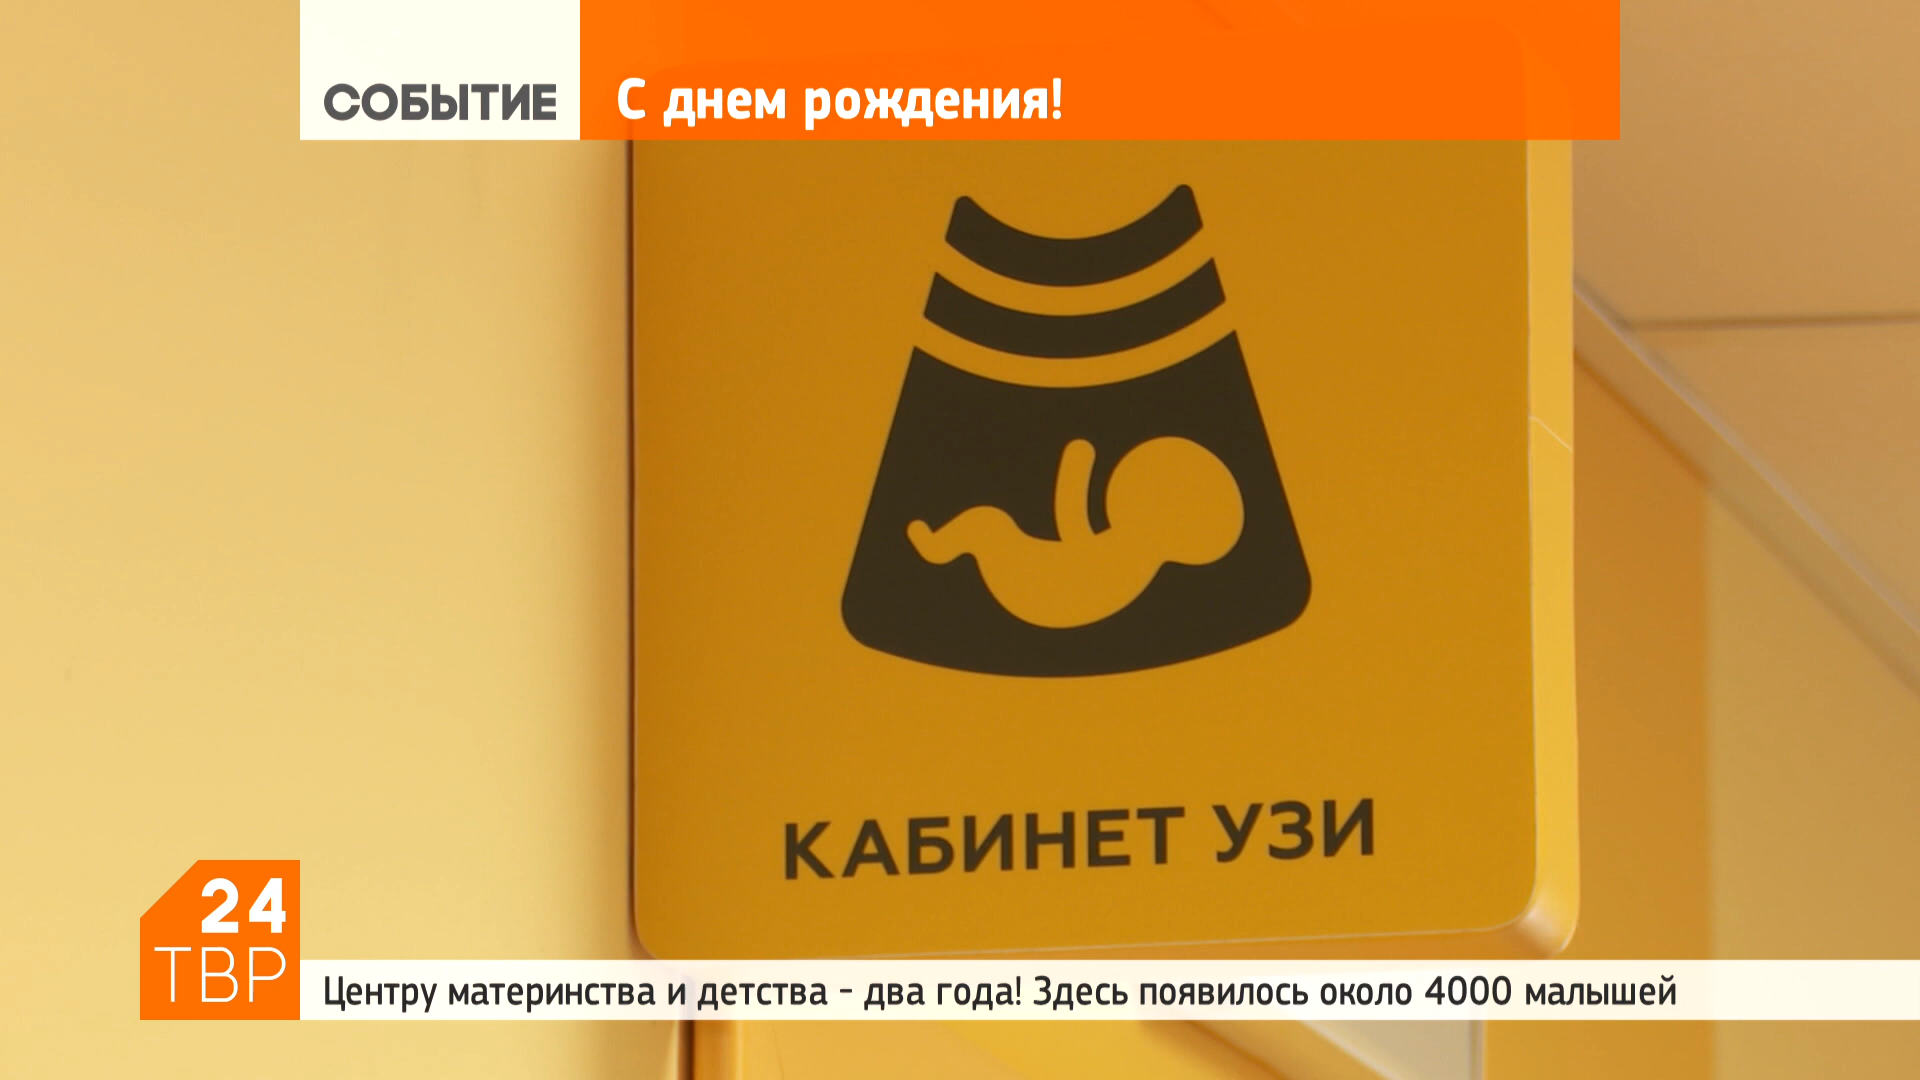 СОБЫТИЕ
С днем рождения!
КАБИНЕТ УЗИ
24
ТВР
Центру материнства и детства - два года! Здесь появилось около 4000 малышей